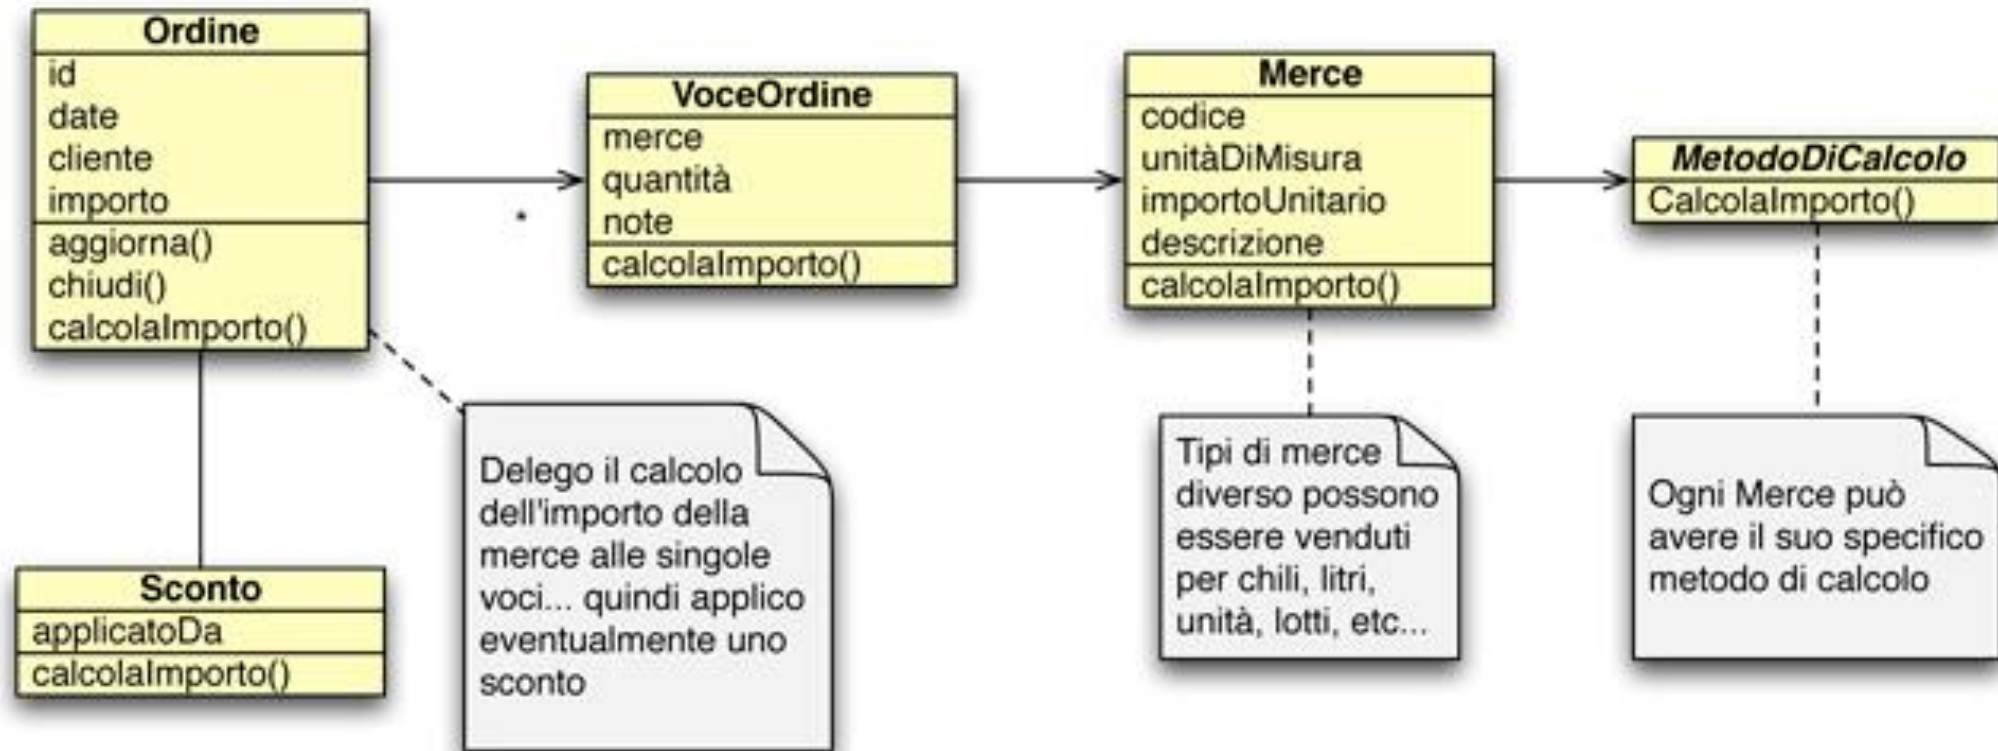 Ordine
id
date
cliente
importo
aggiorna()
chiudi()
calcolaImporto()
*
VoceOrdine
merce
quantità
note
calcolaImporto()
Merce
codice
unitàDiMisura
importoUnitario
descrizione
calcolaImporto()
MetodoDiCalcolo
CalcolaImporto()
Sconto
applicatoDa
calcolaImporto()
Delego il calcolo
dell'importo della
merce alle singole
voci... quindi applico
eventualmente uno
sconto
Tipi di merce
diverso possono
essere venduti
per chili, litri,
unità, lotti, etc...
Ogni Merce può
avere il suo specifico
metodo di calcolo